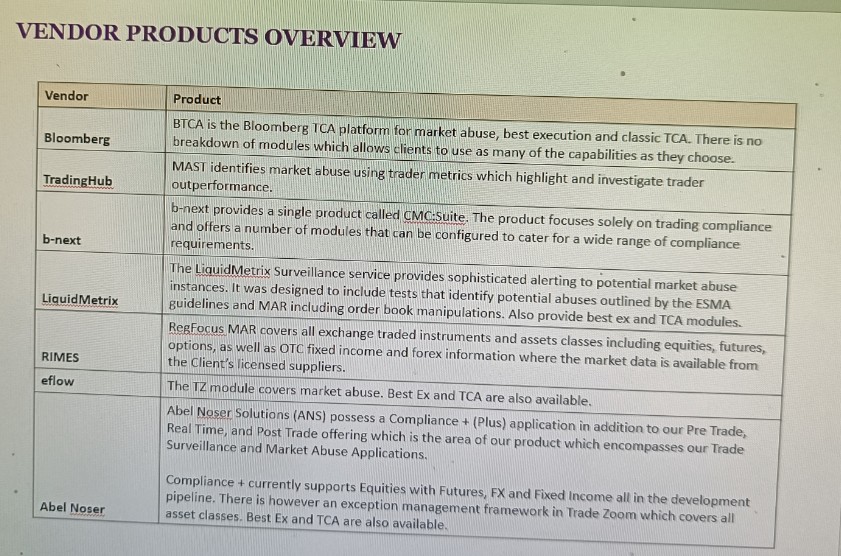 VENDOR PRODUCTS OVERVIEW
Vendor
Product
Bloomberg
BTCA is the Bloomberg TCA platform for market abuse, best execution and classic TCA. There is no
breakdown of modules which allows clients to use as many of the capabilities as they choose.
TradingHub
MAST identifies market abuse using trader metrics which highlight and investigate trader
outperformance.
b-next
b-next provides a single product called CMC:Suite. The product focuses solely on trading compliance
and offers a number of modules that can be configured to cater for a wide range of compliance
requirements.
LiquidMetrix
The LiquidMetrix Surveillance service provides sophisticated alerting to potential market abuse
instances. It was designed to include tests that identify potential abuses outlined by the ESMA
guidelines and MAR including order book manipulations. Also provide best ex and TCA modules.
RIMES
RegFocus MAR covers all exchange traded instruments and assets classes including equities, futures,
options, as well as OTC fixed income and forex information where the market data is available from
the Client's licensed suppliers.
eflow
The TZ module covers market abuse. Best Ex and TCA are also available.
Abel Noser
Abel Noser Solutions (ANS) possess a Compliance + (Plus) application in addition to our Pre Trade,
Real Time, and Post Trade offering which is the area of our product which encompasses our Trade
Surveillance and Market Abuse Applications.
Compliance + currently supports Equities with Futures, FX and Fixed Income all in the development
pipeline. There is however an exception management framework in Trade Zoom which covers all
asset classes. Best Ex and TCA are also available.